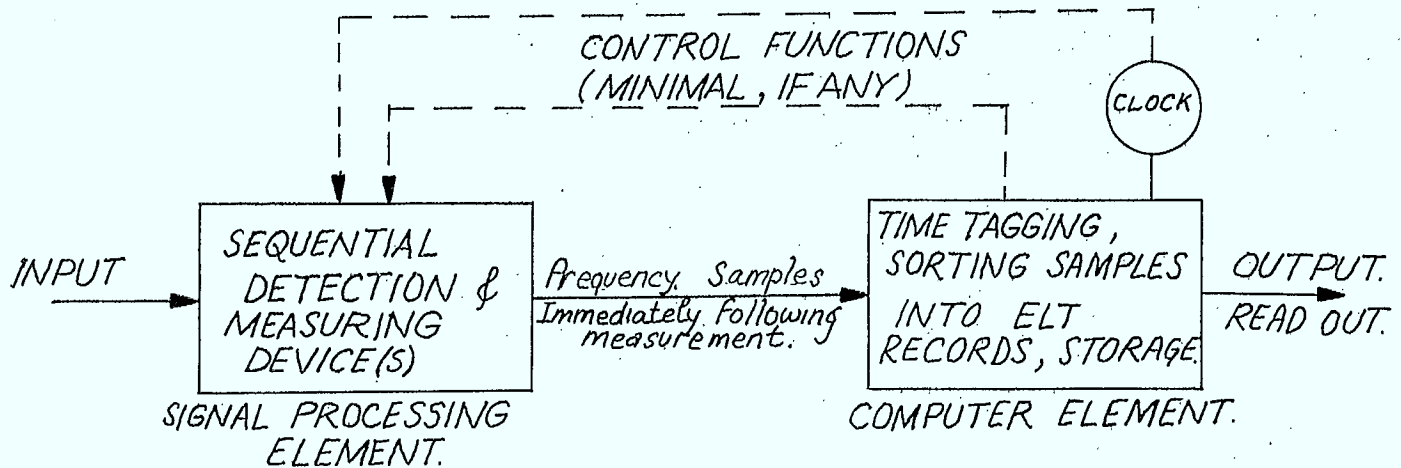 CONTROL FUNCTIONS
(MINIMAL, IF ANY)
CLOCK
INPUT
SEQUENTIAL
DETECTION &
MEASURING
DEVICE(S)
Frequency. Samples
Immediately following
measurement.
TIME TAGGING,
SORTING SAMPLES
INTO ELT
RECORDS, STORAGE.
OUTPUT.
READ OUT.
SIGNAL PROCESSING
ELEMENT.
COMPUTER ELEMENT.